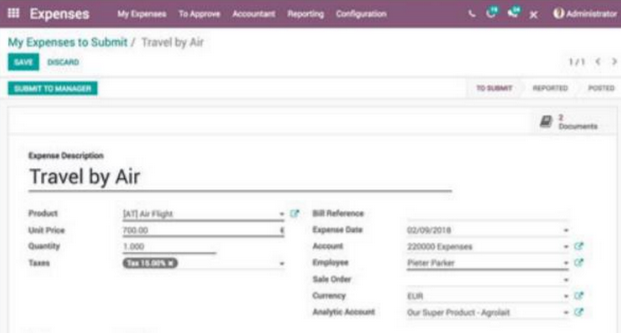 Expenses My Expenses To Approve Accountant Reporting Configuration Administrator
My Expenses to Submit / Travel by Air
SAVE DISCARD 1/1
SUBMIT TO MANAGER TO SUBMIT REPORTED POSTED
2
Documents
Expense Description
Travel by Air
Product [AT] Air Flight Bill Reference
Unit Price 700.00 € Expense Date 02/09/2018
Quantity 1.000 Account 220000 Expenses
Taxes Tax 15.00% x Employee Pieter Parker
Sale Order
Currency EUR
Analytic Account Our Super Product - Agrolait